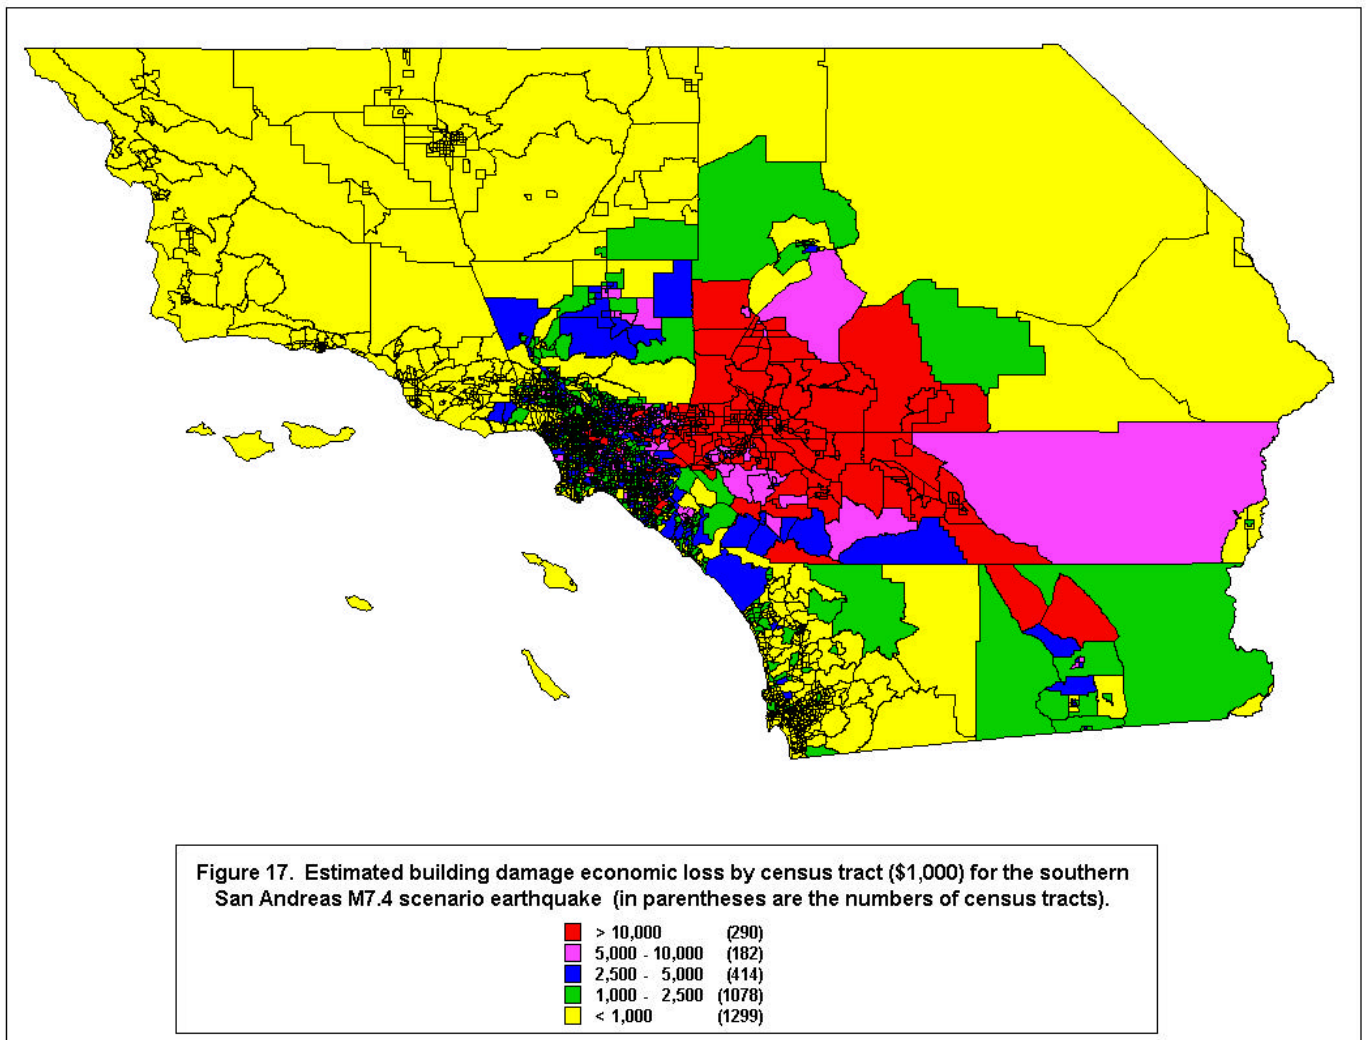 Figure 17. Estimated building damage economic loss by census tract ($1,000) for the southern
San Andreas M7.4 scenario earthquake (in parentheses are the numbers of census tracts).
> 10,000 (290)
5,000 - 10,000 (182)
2,500 - 5,000 (414)
1,000 - 2,500 (1078)
< 1,000 (1299)